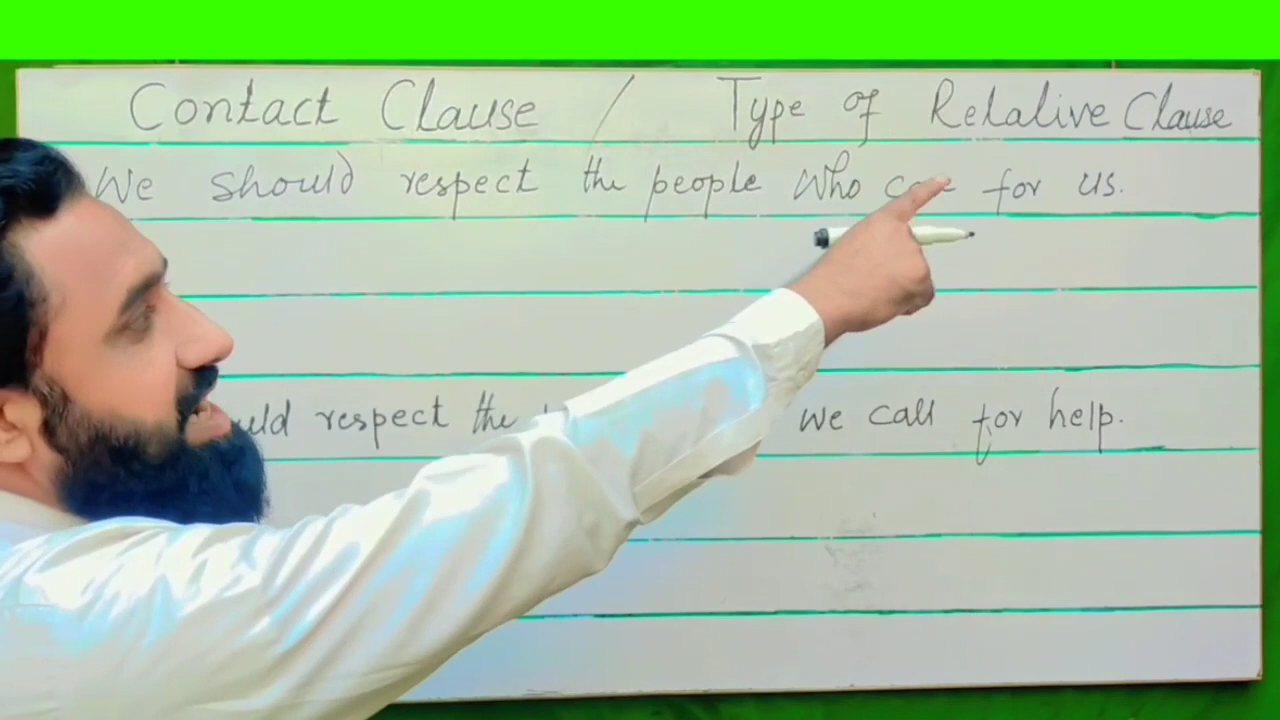 Contact Clause / Type of Relative Clause
We should respect the people who care for us.
respect the we call for help.